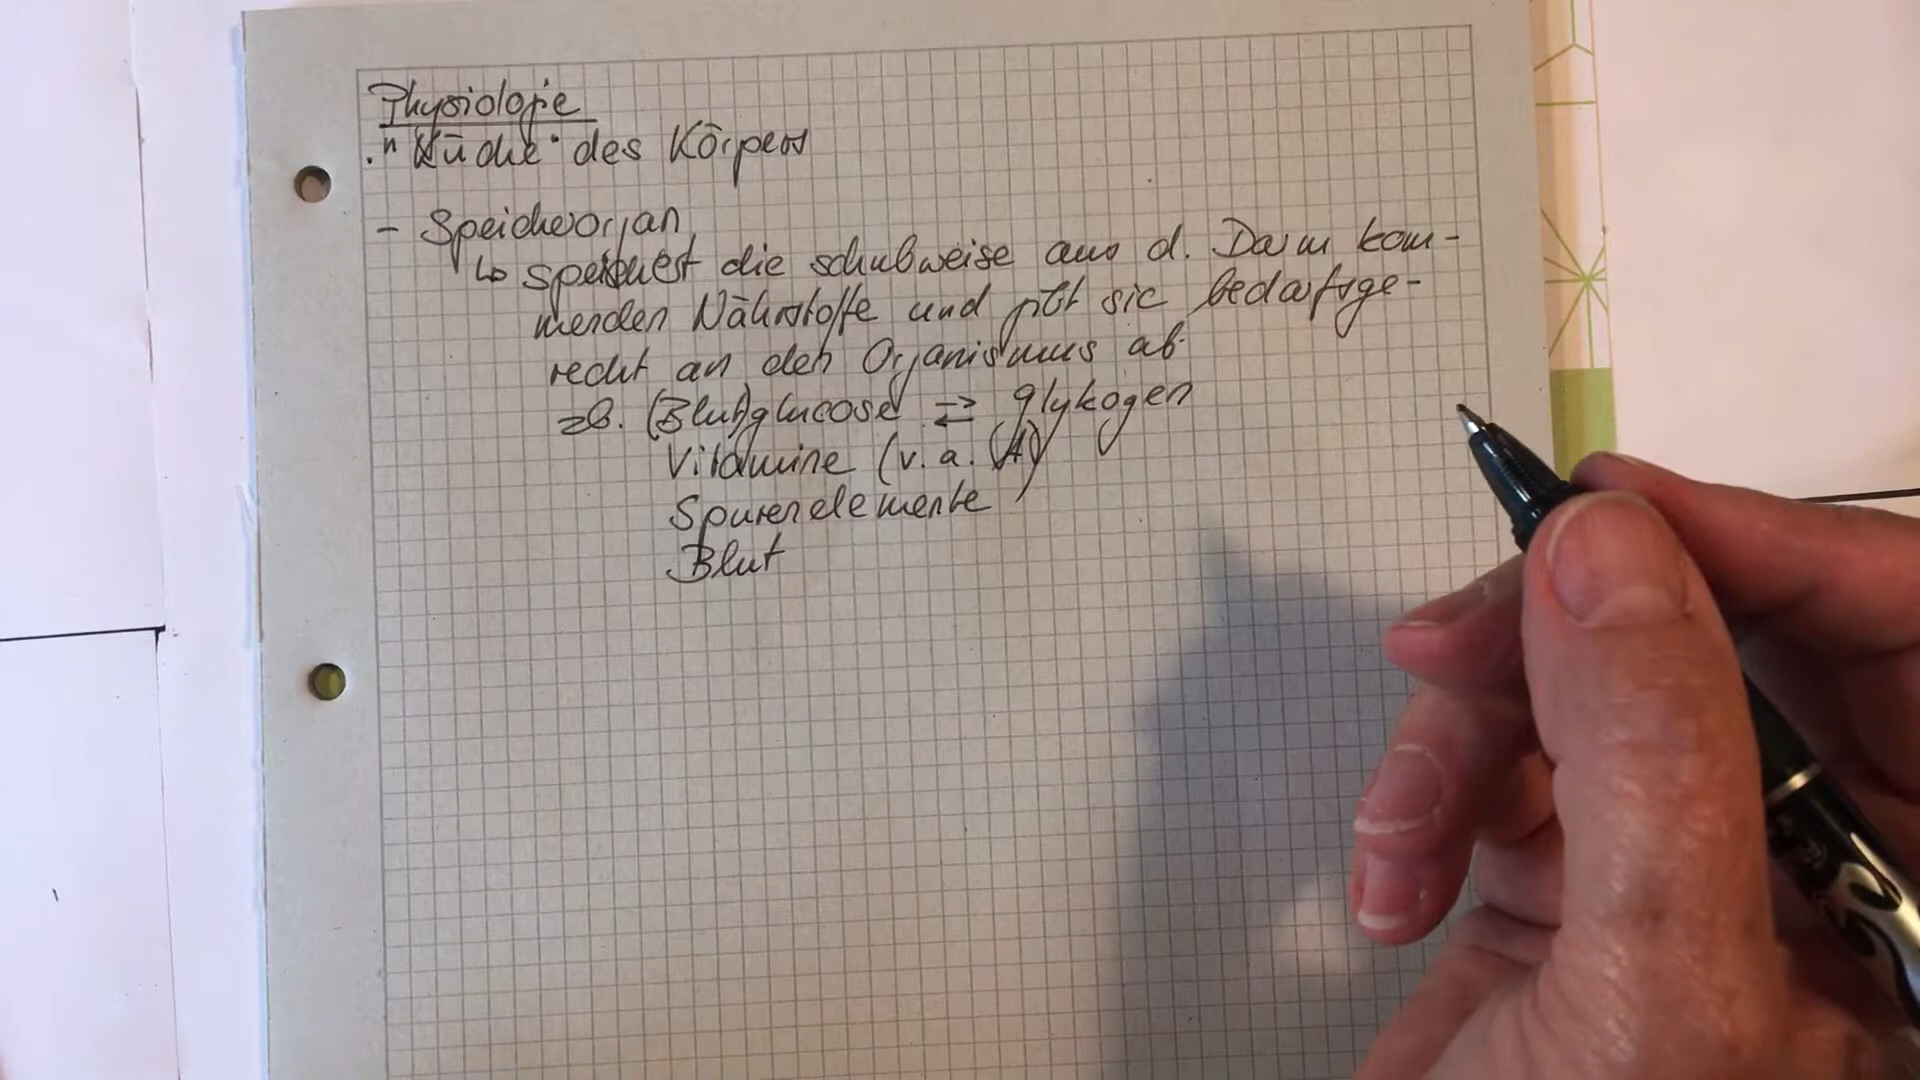 Physiologie
. "Küche" des Körpers
- Speicherorgan
↳ speichert die schubweise aus d. Darm kom-
menden Nährstoffe und gibt sie bedarfsge-
recht an den Organismus ab.
zB. (Blut)glucose ⇄ glykogen
Vitamine (v. a. (A)
Spurenelemente
Blut